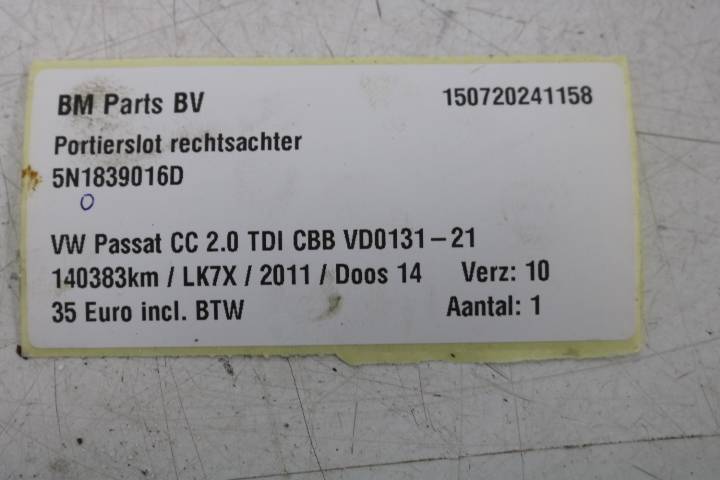 BM Parts BV 150720241158
Portierslot rechtsachter
5N1839016D
O
VW Passat CC 2.0 TDI CBB VD0131-21
140383km / LK7X / 2011 / Doos 14 Verz: 10
35 Euro incl. BTW Aantal: 1